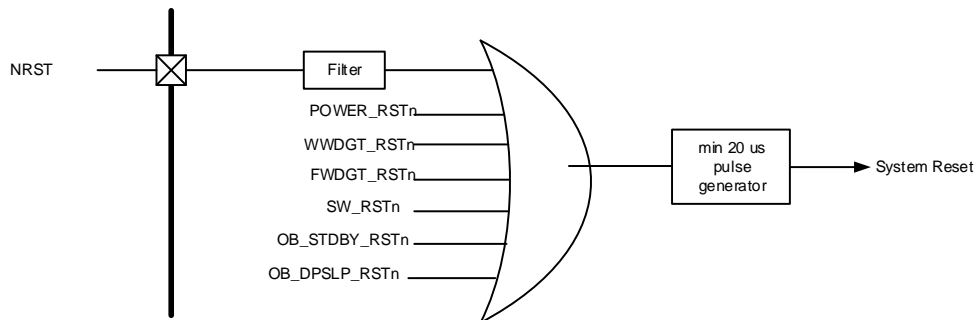 NRST
Filter
POWER_RSTn
WWDGT_RSTn
FWDGT_RSTn
SW_RSTn
OB_STDBY_RSTn
OB_DPSLP_RSTn
min 20 us
pulse
generator
System Reset